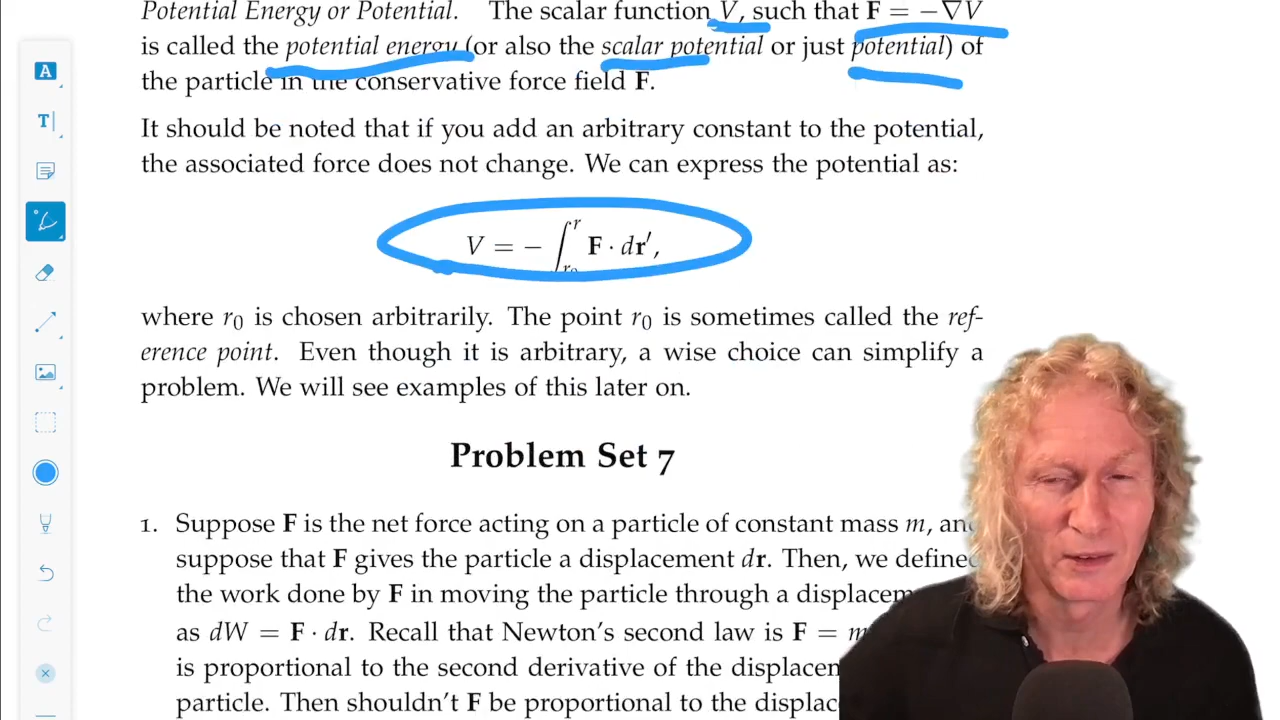 Potential Energy or Potential. The scalar function V, such that F = −∇V
is called the potential energy (or also the scalar potential or just potential) of
the particle in the conservative force field F.
It should be noted that if you add an arbitrary constant to the potential,
the associated force does not change. We can express the potential as:
V = − ∫_{r₀}^{r} F · dr′,
where r₀ is chosen arbitrarily. The point r₀ is sometimes called the ref-
erence point. Even though it is arbitrary, a wise choice can simplify a
problem. We will see examples of this later on.
Problem Set 7
1. Suppose F is the net force acting on a particle of constant mass m, and
suppose that F gives the particle a displacement dr. Then, we defined
the work done by F in moving the particle through a
as dW = F · dr. Recall that Newton's second law is F =
is proportional to the second derivative of the
particle. Then shouldn't F be proportional to the
A
T